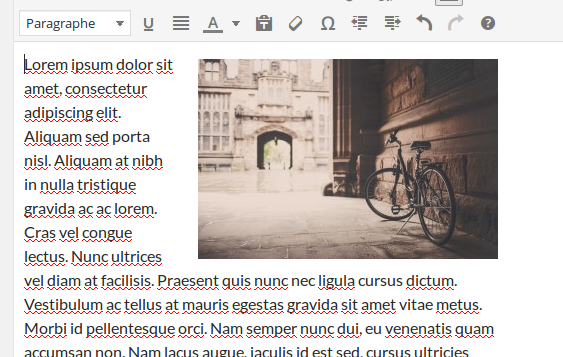 Paragraphe
Lorem ipsum dolor sit
amet, consectetur
adipiscing elit.
Aliquam sed porta
nisl. Aliquam at nibh
in nulla tristique
gravida ac ac lorem.
Cras vel congue
lectus. Nunc ultrices
vel diam at facilisis. Praesent quis nunc nec ligula cursus dictum.
Vestibulum ac tellus at mauris egestas gravida sit amet vitae metus.
Morbi id pellentesque orci. Nam semper nunc dui, eu venenatis quam
accumsan non. Nam lacus augue, iaculis id est sed, cursus ultricies